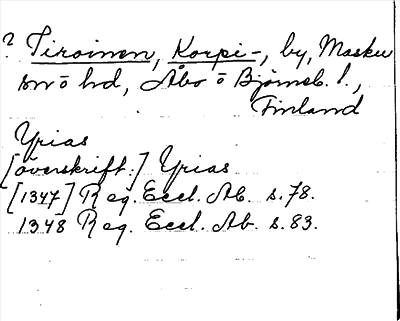 ? Tiroinen, Korpi-, by, Masku
sn o hd, Åbo o Björneb. l.,
Finland
Yrias
[överskrift:] Yrias
[1347] Reg. Eccl. Ab. s. 78.
1348 Reg. Eccl. Ab. s. 83.